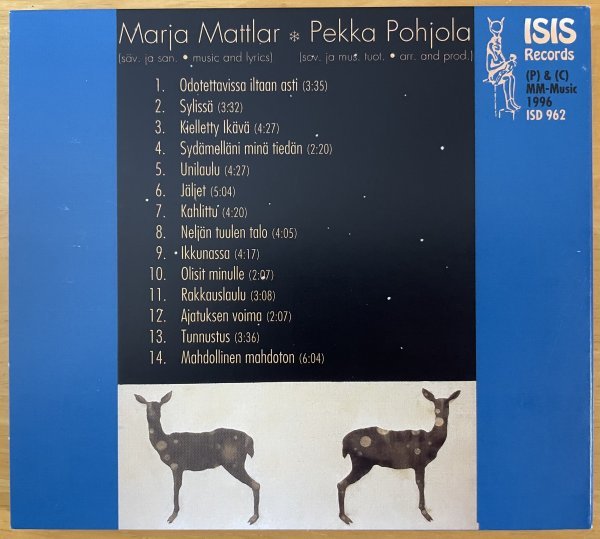 Marja Mattlar * Pekka Pohjola
(säv. ja san. • music and lyrics) (sov. ja mus. tuot. • arr. and prod.)
1. Odotettavissa iltaan asti (3:35)
2. Sylissä (3:32)
3. Kielletty Ikävä (4:27)
4. Sydämelläni minä tiedän (2:20)
5. Unilaulu (4:27)
6. Jäljet (5:04)
7. Kahlittu (4:20)
8. Neljän tuulen talo (4:05)
9. Ikkunassa (4:17)
10. Olisit minulle (2:07)
11. Rakkauslaulu (3:08)
12. Ajatuksen voima (2:07)
13. Tunnustus (3:36)
14. Mahdollinen mahdoton (6:04)
ISIS
Records
(P) & (C)
MM-Music
1996
ISD 962